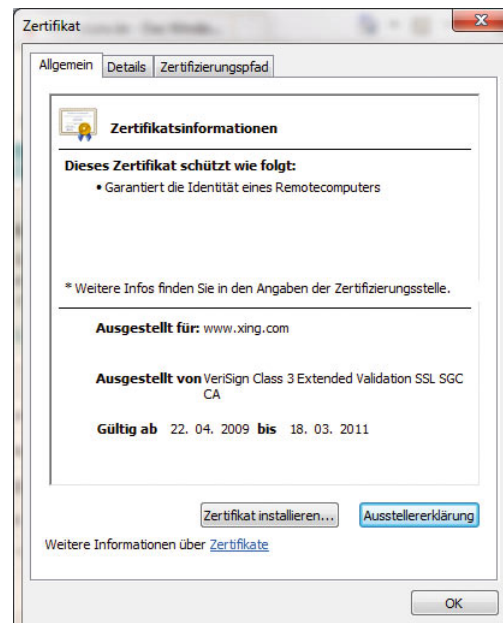 Zertifikat
Allgemein Details Zertifizierungspfad
Zertifikatsinformationen
Dieses Zertifikat schützt wie folgt:
• Garantiert die Identität eines Remotecomputers
* Weitere Infos finden Sie in den Angaben der Zertifizierungsstelle.
Ausgestellt für: www.xing.com
Ausgestellt von VeriSign Class 3 Extended Validation SSL SGC
CA
Gültig ab 22. 04. 2009 bis 18. 03. 2011
Zertifikat installieren... Ausstellererklärung
Weitere Informationen über Zertifikate
OK